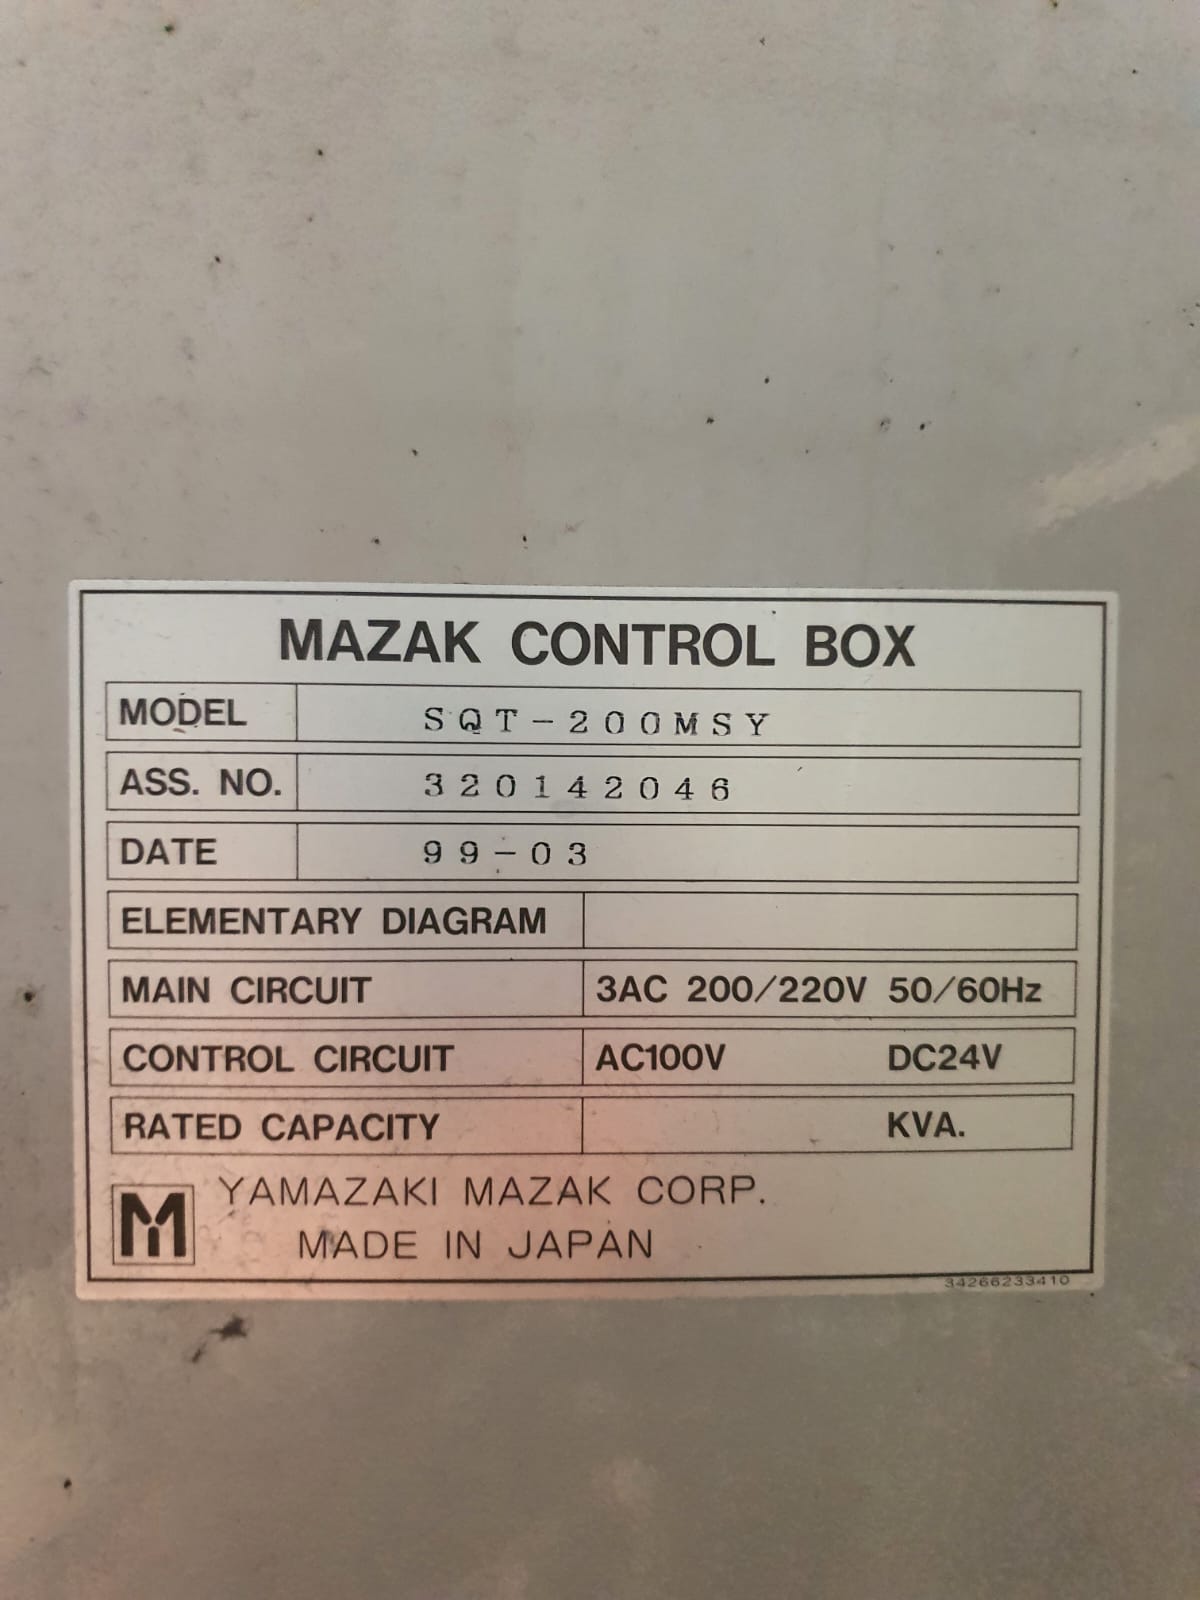 MAZAK CONTROL BOX
MODEL SQT-200MSY
ASS. NO. 320142046
DATE 99-03
ELEMENTARY DIAGRAM
MAIN CIRCUIT 3AC 200/220V 50/60Hz
CONTROL CIRCUIT AC100V DC24V
RATED CAPACITY KVA.
YAMAZAKI MAZAK CORP.
MADE IN JAPAN
34266233410